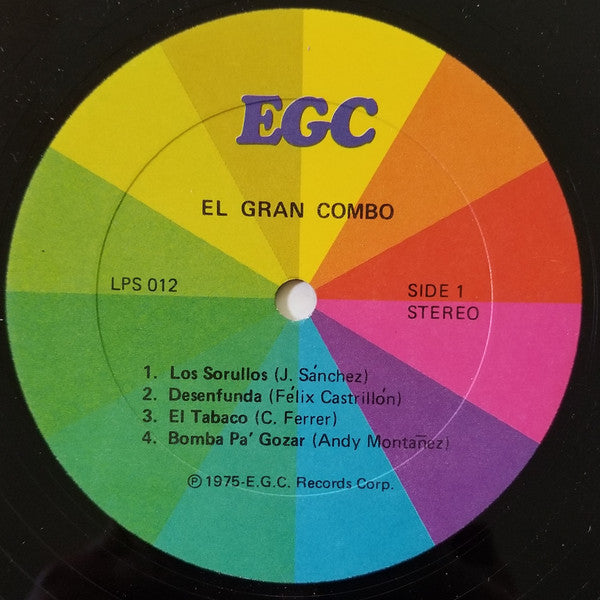 EGC
EL GRAN COMBO
LPS 012
SIDE 1
STEREO
1. Los Sorullos (J. Sánchez)
2. Desenfunda (Félix Castrillón)
3. El Tabaco (C. Ferrer)
4. Bomba Pa' Gozar (Andy Montañez)
℗ 1975-E.G.C. Records Corp.